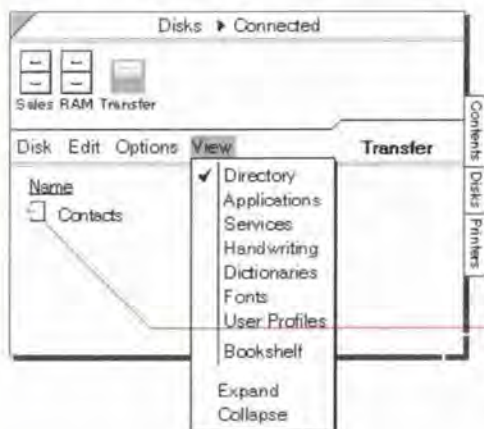 Disks ▶ Connected
Sales RAM Transfer
Disk Edit Options View Transfer
Name
Contacts
✔ Directory
Applications
Services
Handwriting
Dictionaries
Fonts
User Profiles
Bookshelf
Expand
Collapse
Contents
Disks
Printers